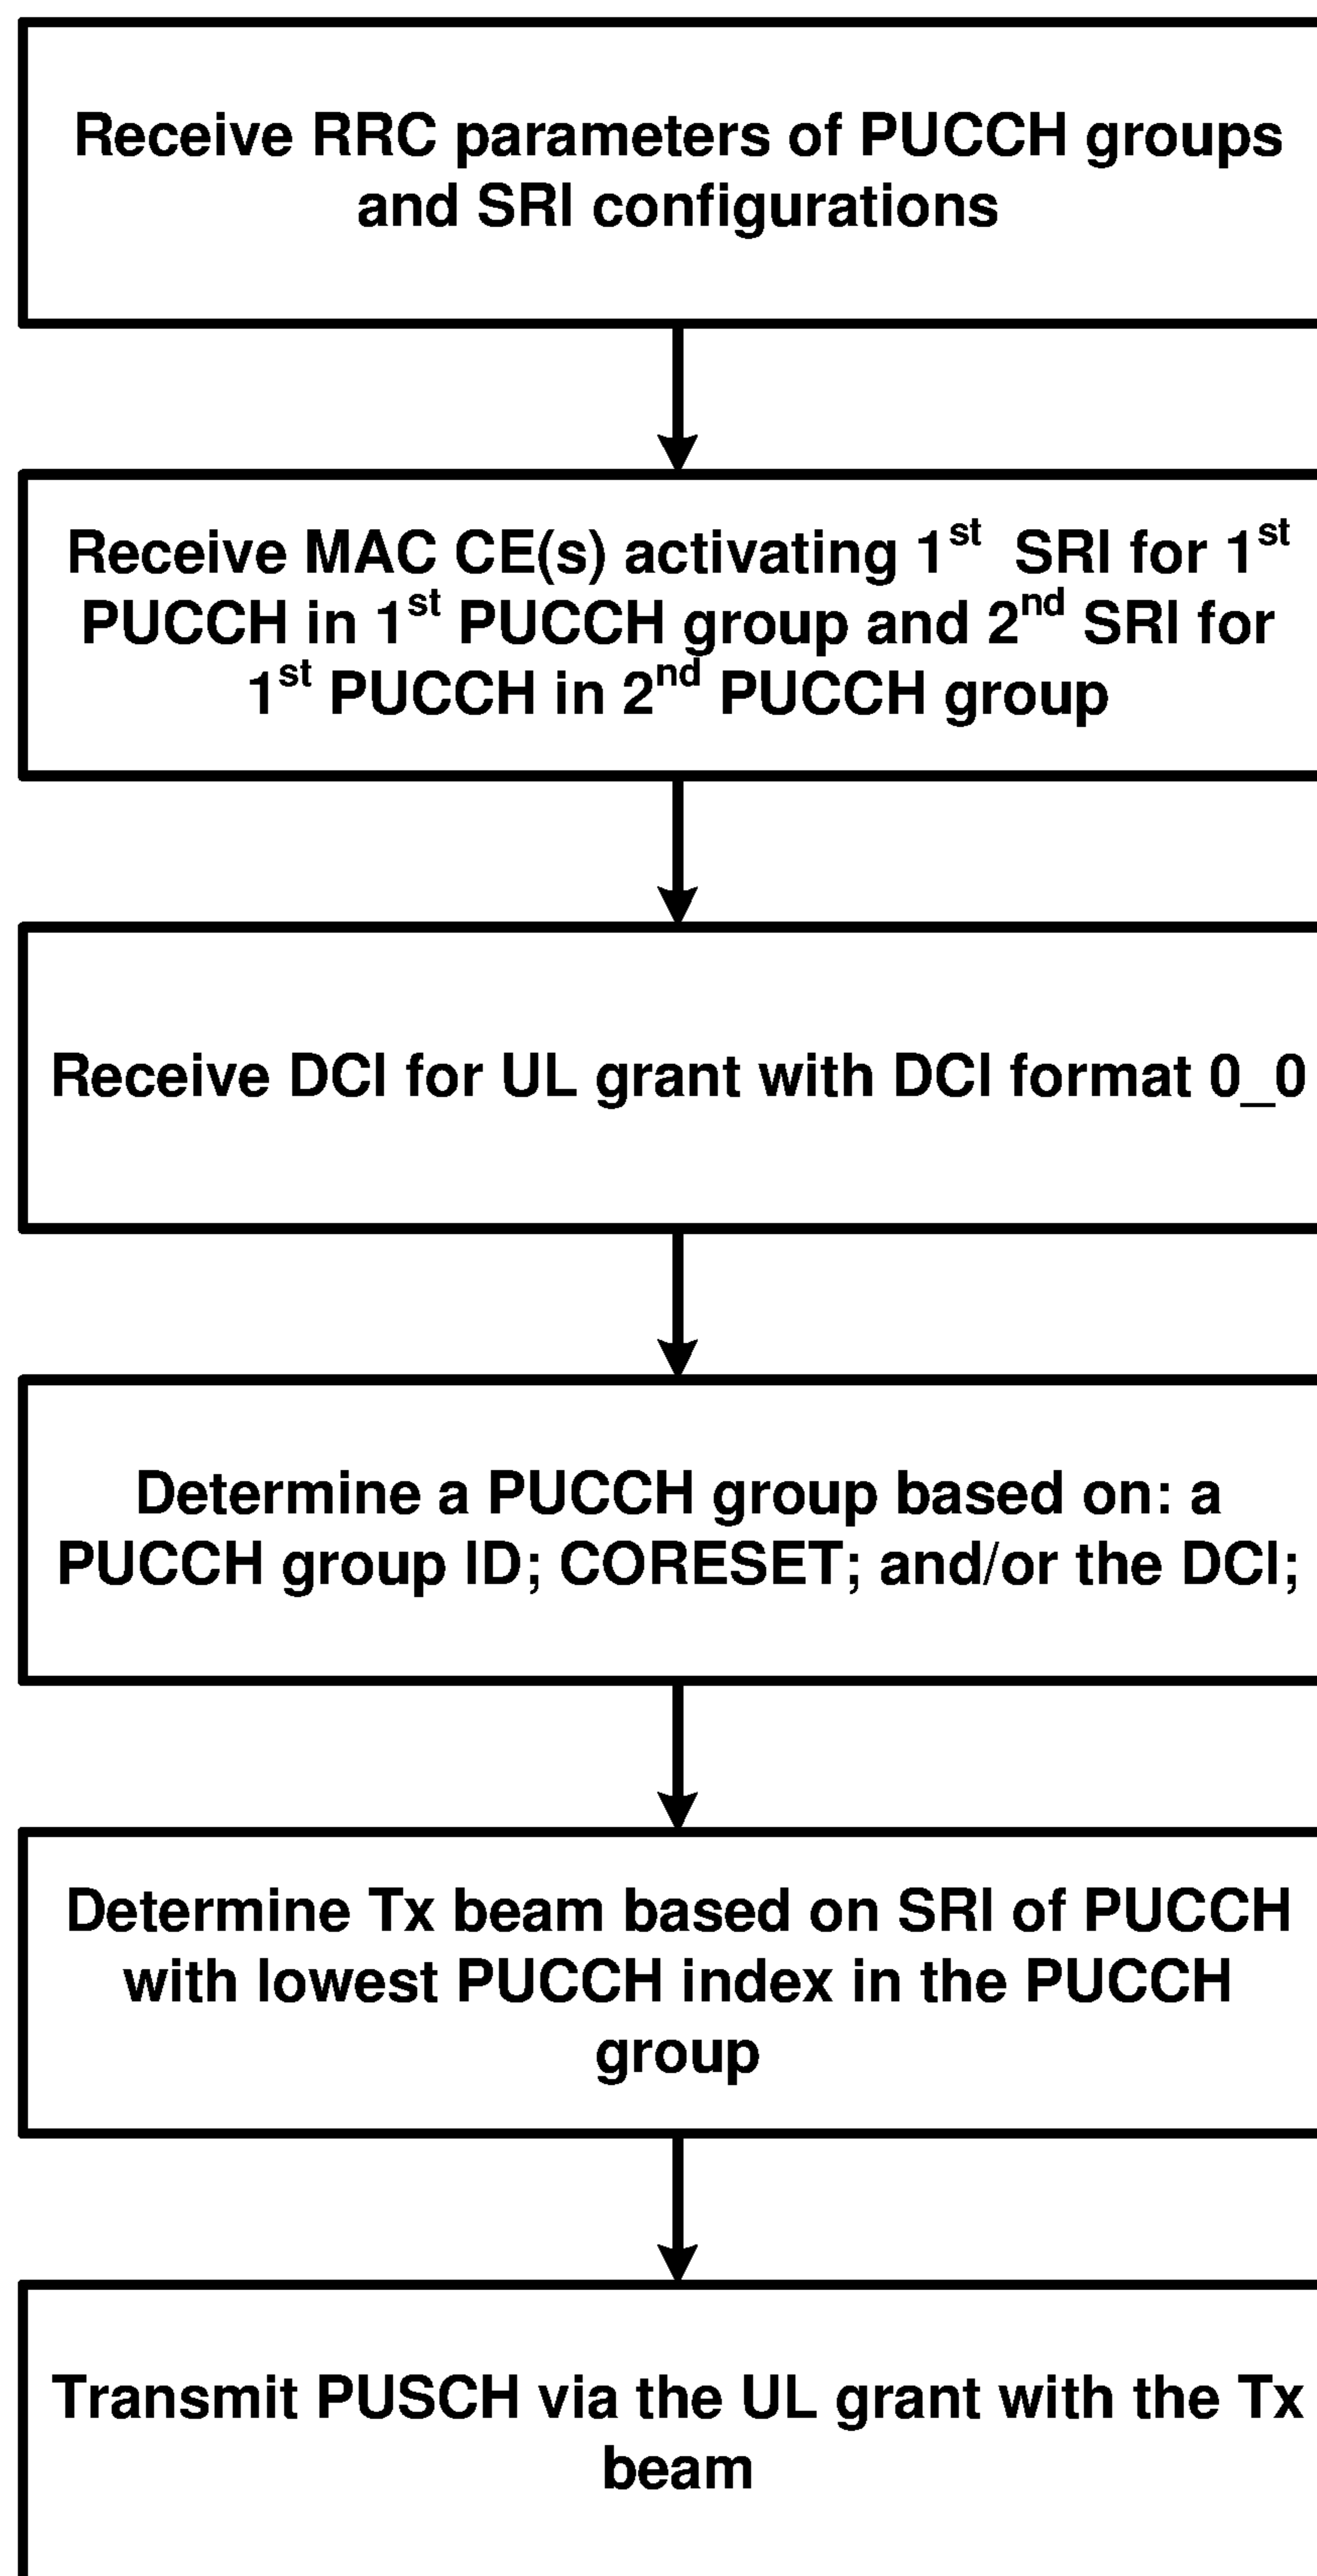 Receive RRC parameters of PUCCH groups
and SRI configurations
Receive MAC CE(s) activating 1st SRI for 1st
PUCCH in 1st PUCCH group and 2nd SRI for
1st PUCCH in 2nd PUCCH group
Receive DCI for UL grant with DCI format 0_0
Determine a PUCCH group based on: a
PUCCH group ID; CORESET; and/or the DCI;
Determine Tx beam based on SRI of PUCCH
with lowest PUCCH index in the PUCCH
group
Transmit PUSCH via the UL grant with the Tx
beam